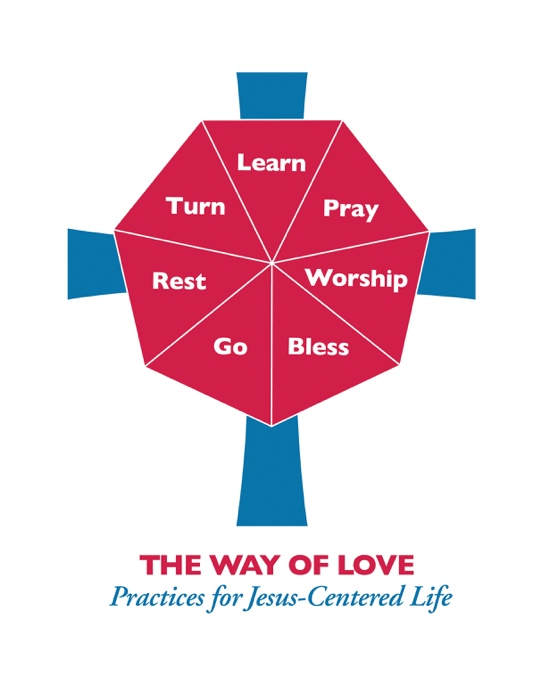 Learn
Turn
Pray
Rest
Worship
Go
Bless
THE WAY OF LOVE
Practices for Jesus-Centered Life